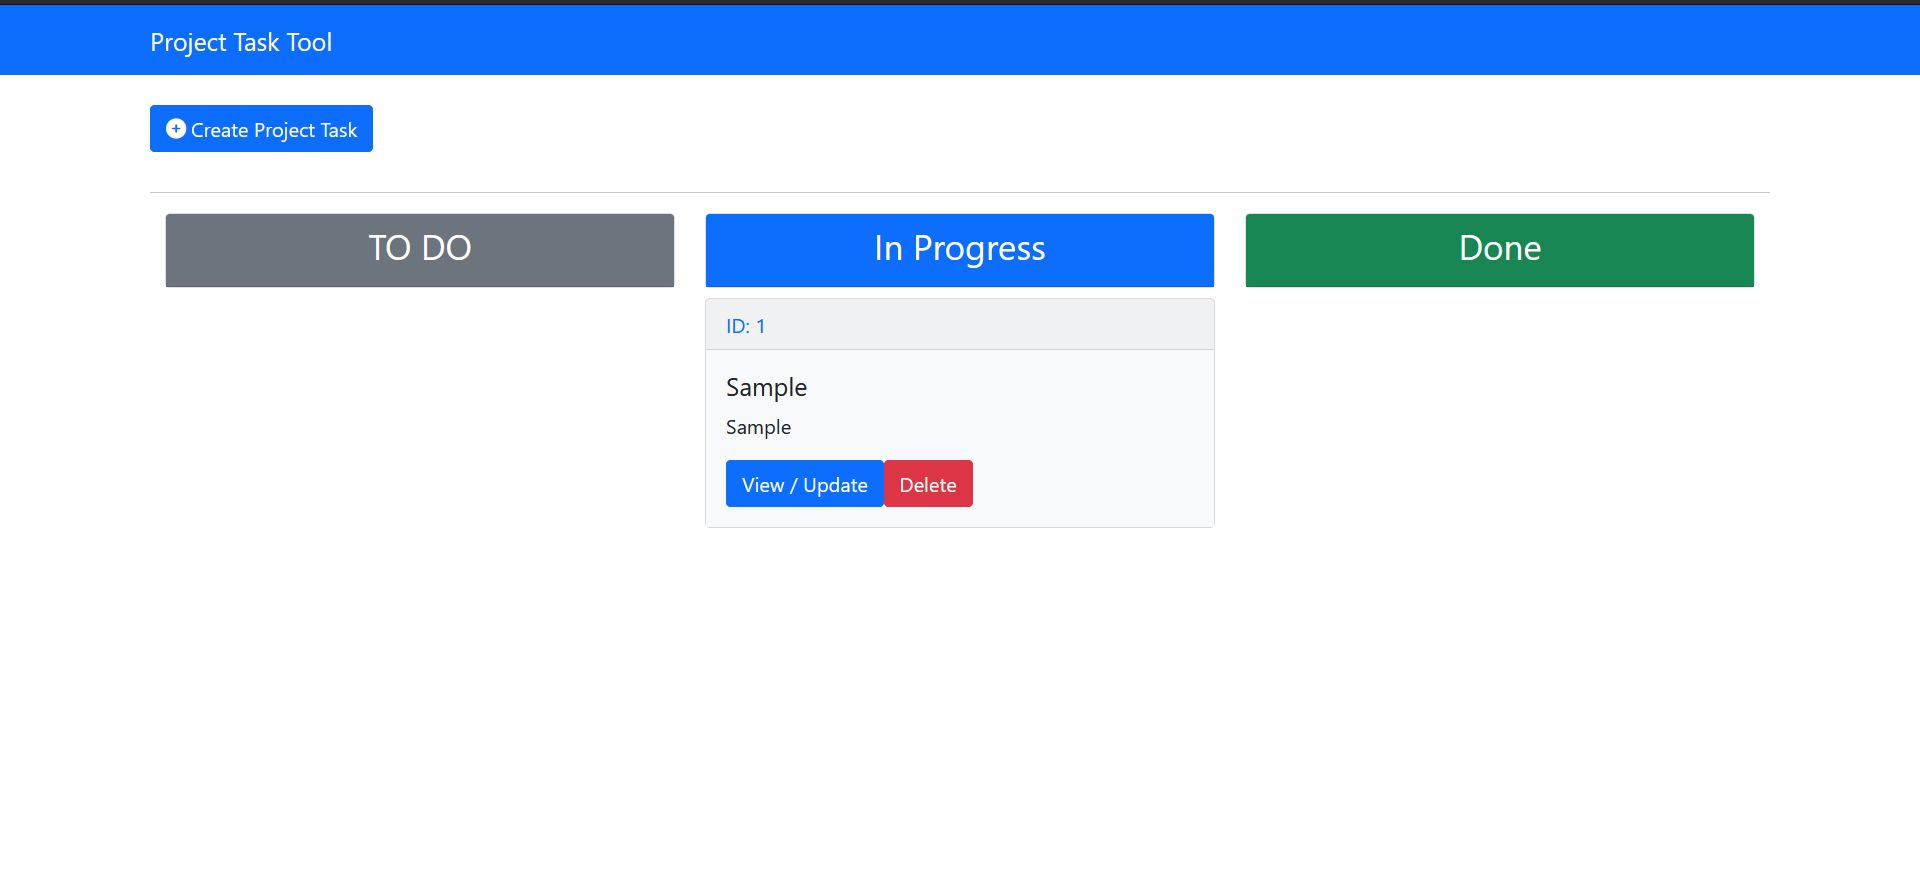 Project Task Tool
Create Project Task
TO DO
In Progress
Done
ID: 1
Sample
Sample
View / Update
Delete